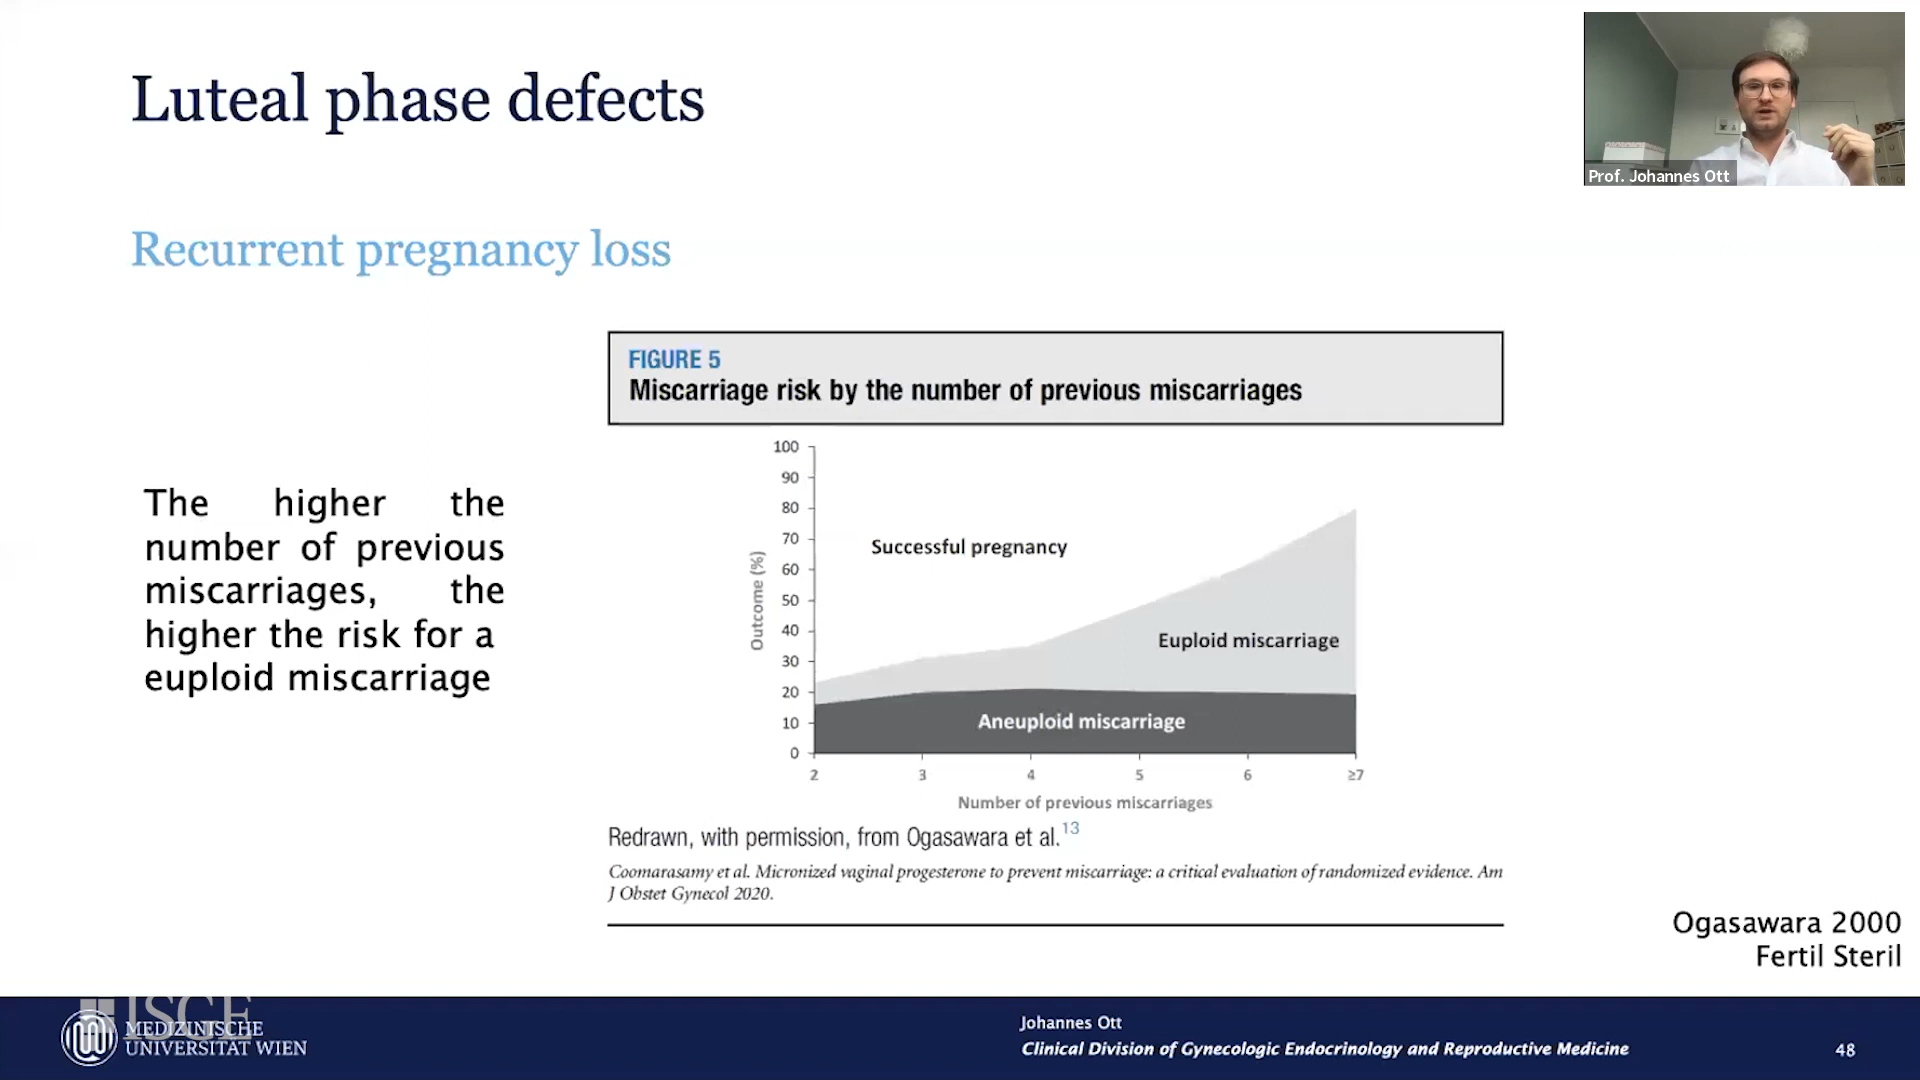 Luteal phase defects
Prof. Johannes Ott
Recurrent pregnancy loss
The higher the
number of previous
miscarriages, the
higher the risk for a
euploid miscarriage
FIGURE 5
Miscarriage risk by the number of previous miscarriages
100
90
80
70
60
50
40
30
20
10
0
Outcome (%)
Successful pregnancy
Euploid miscarriage
Aneuploid miscarriage
2 3 4 5 6 ≥7
Number of previous miscarriages
Redrawn, with permission, from Ogasawara et al.13
Coomarasamy et al. Micronized vaginal progesterone to prevent miscarriage: a critical evaluation of randomized evidence. Am
J Obstet Gynecol 2020.
Ogasawara 2000
Fertil Steril
ISGE
MEDIZINISCHE
UNIVERSITÄT WIEN
Johannes Ott
Clinical Division of Gynecologic Endocrinology and Reproductive Medicine
48